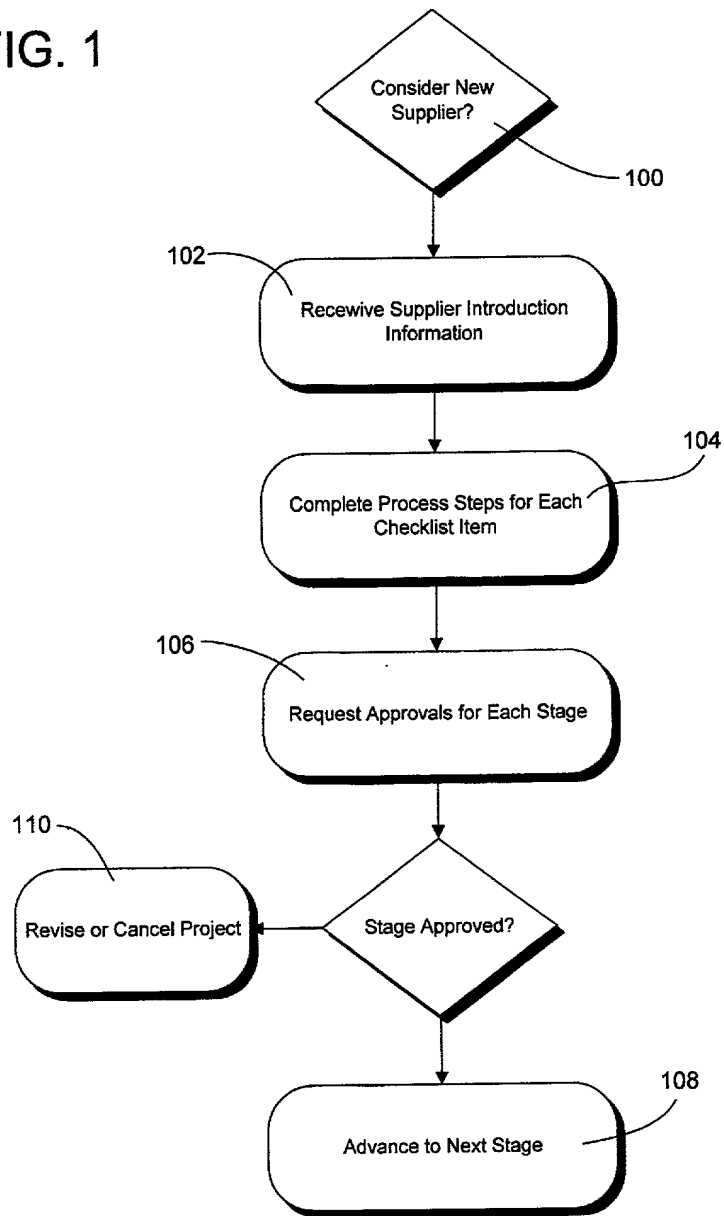 FIG. 1
Consider New
Supplier?
100
102
Recewive Supplier Introduction
Information
104
Complete Process Steps for Each
Checklist Item
106
Request Approvals for Each Stage
110
Revise or Cancel Project
Stage Approved?
108
Advance to Next Stage